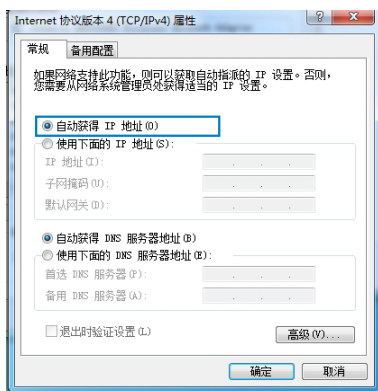 Internet 协议版本 4 (TCP/IPv4) 属性
常规 备用配置
如果网络支持此功能，则可以获取自动指派的 IP 设置。否则，
您需要从网络系统管理员处获得适当的 IP 设置。
自动获得 IP 地址(O)
使用下面的 IP 地址(S):
IP 地址(I):
子网掩码(U):
默认网关(D):
自动获得 DNS 服务器地址(B)
使用下面的 DNS 服务器地址(E):
首选 DNS 服务器(P):
备用 DNS 服务器(A):
退出时验证设置(L)
高级(V)...
确定 取消